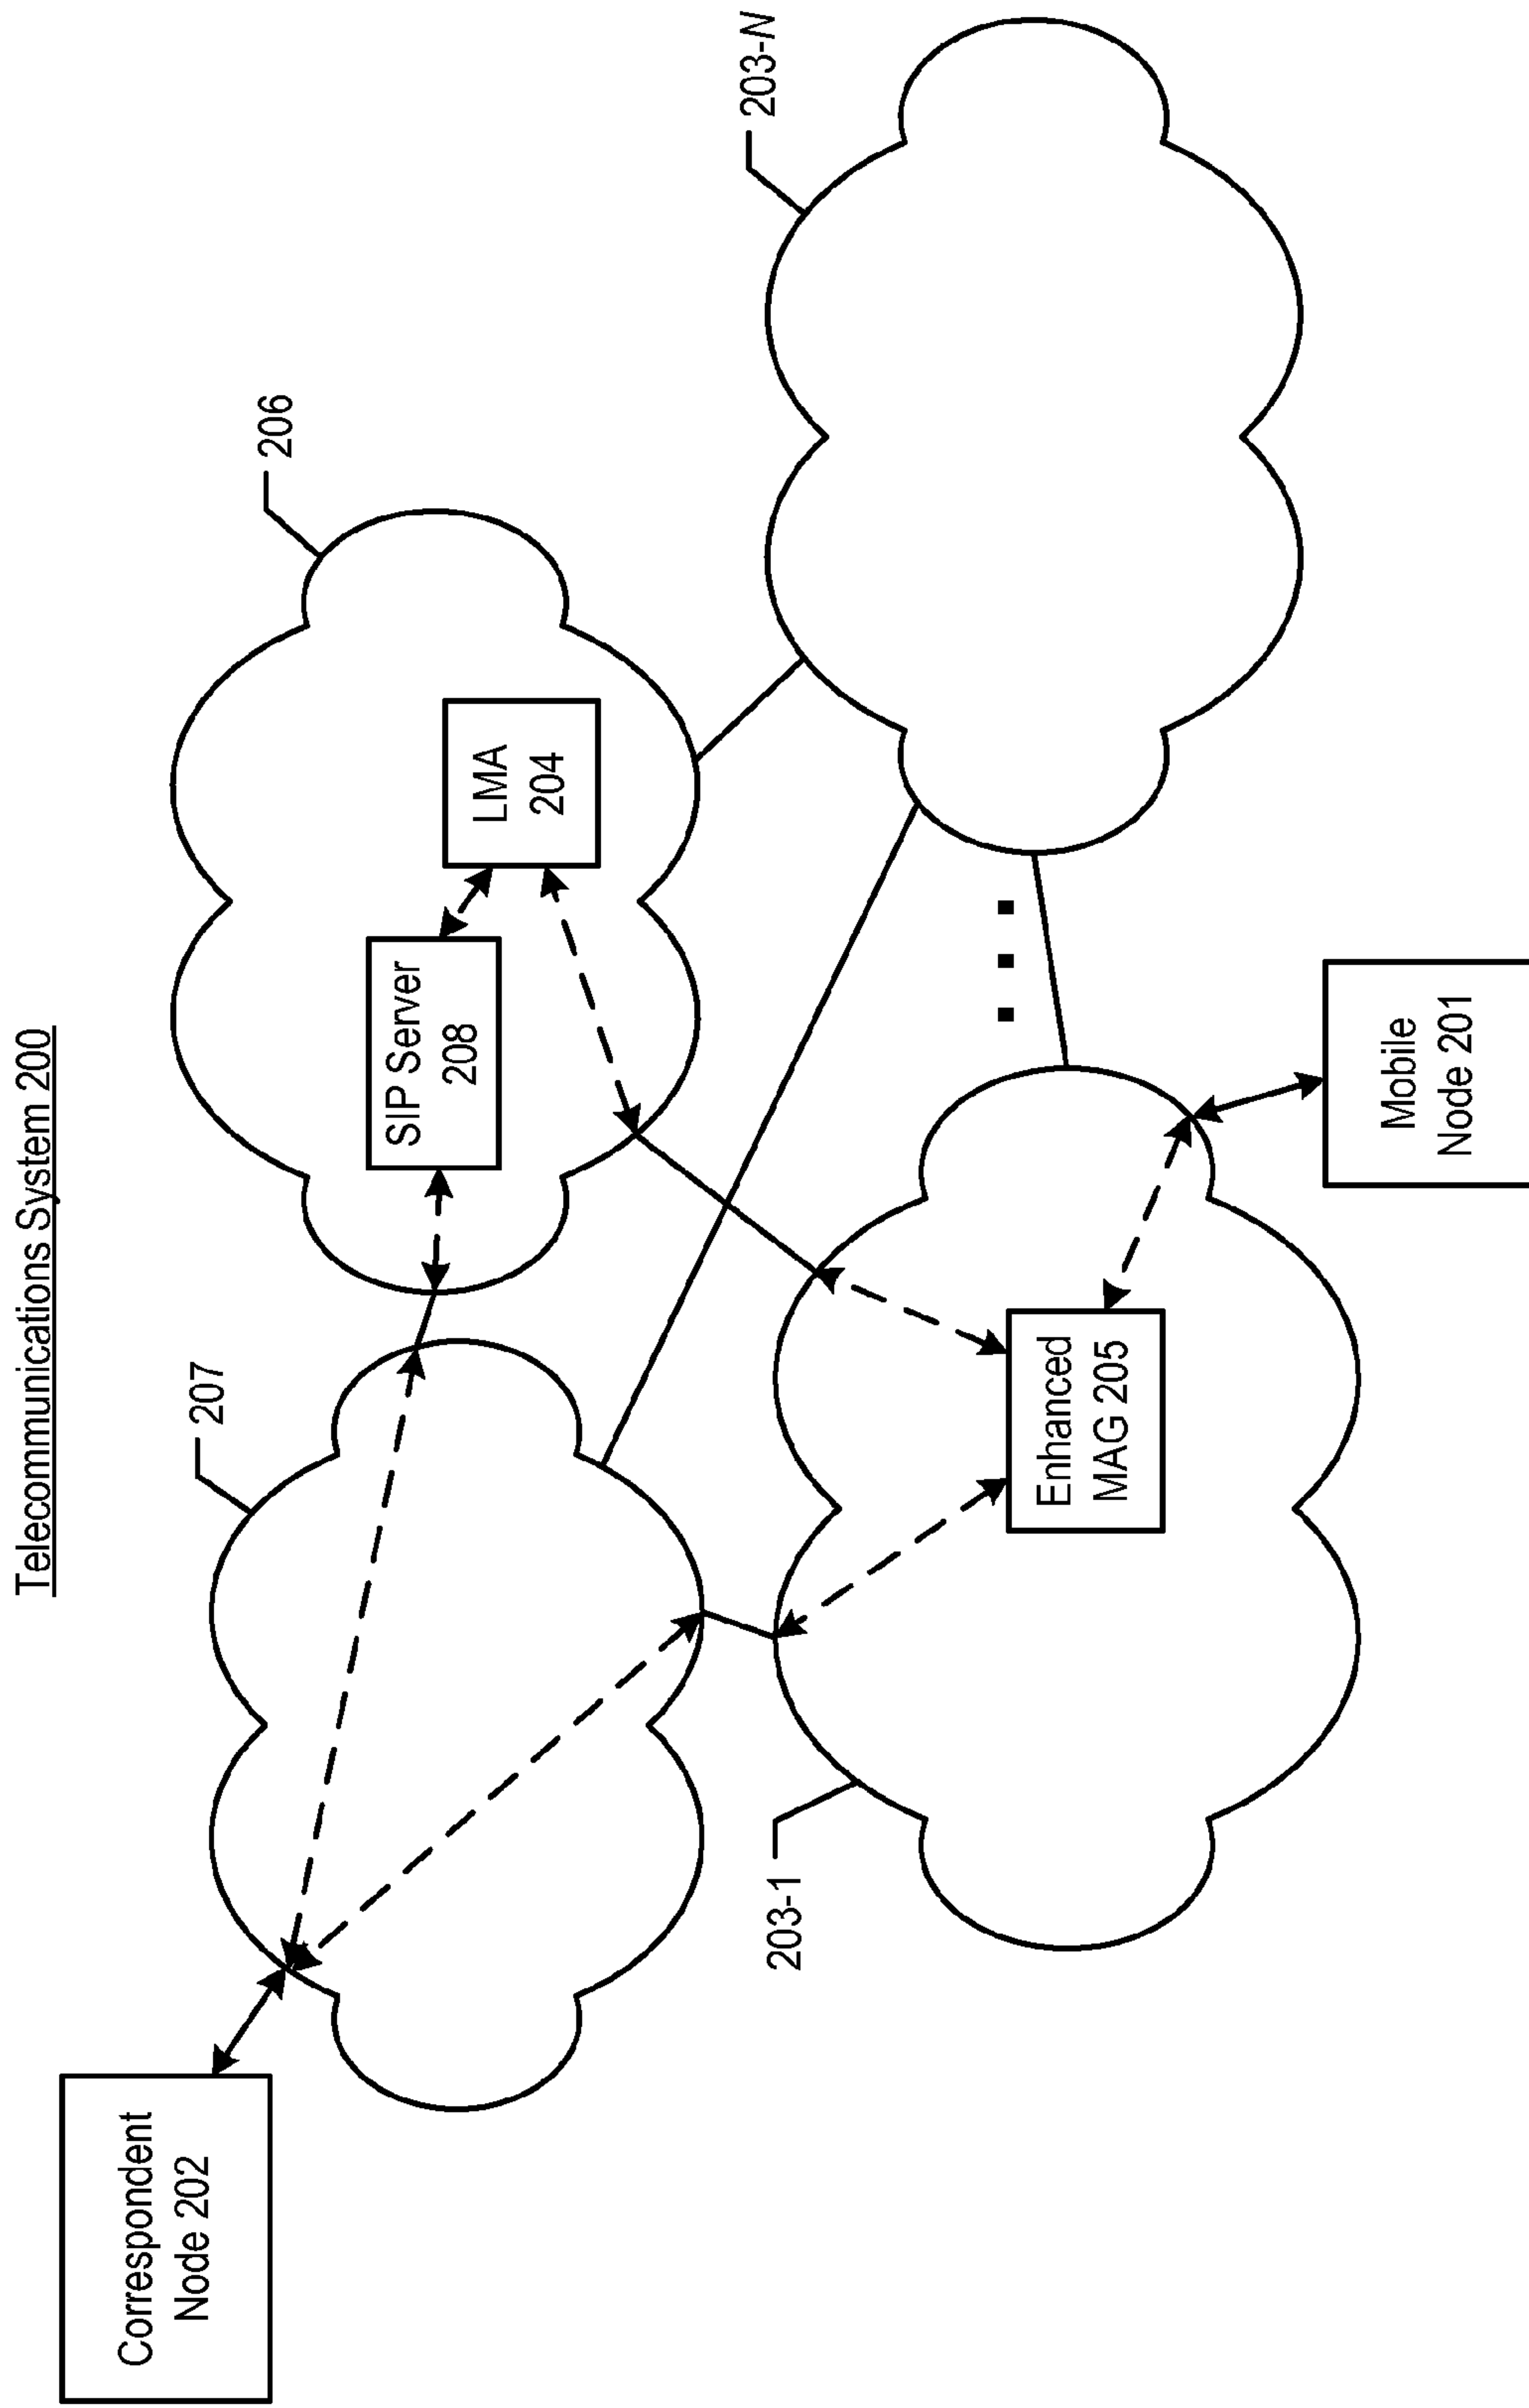 Telecommunications System 200
Correspondent
Node 202
207
206
SIP Server
208
LMA
204
203-1
203-N
Enhanced
MAG 205
Mobile
Node 201